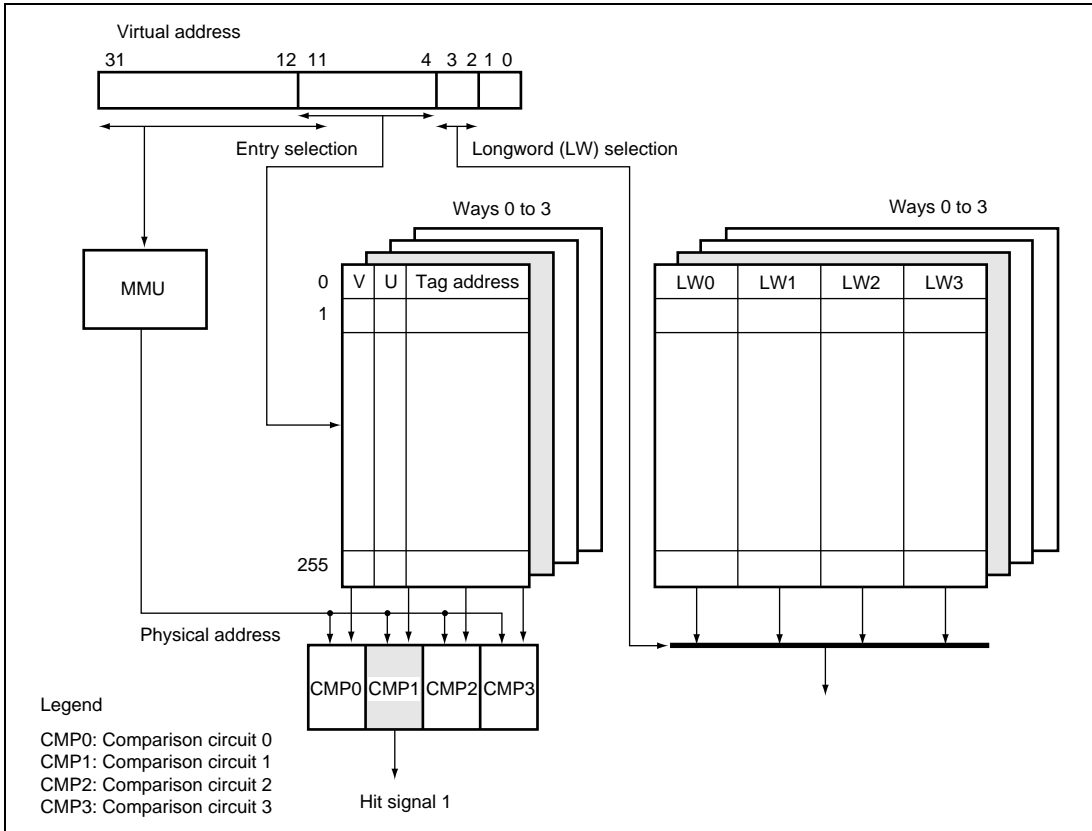 Virtual address
31 12 11 4 3 2 1 0
Entry selection
Longword (LW) selection
Ways 0 to 3
Ways 0 to 3
MMU
0 V U Tag address
LW0 LW1 LW2 LW3
1
255
Physical address
CMP0 CMP1 CMP2 CMP3
Legend
CMP0: Comparison circuit 0
CMP1: Comparison circuit 1
CMP2: Comparison circuit 2
CMP3: Comparison circuit 3
Hit signal 1